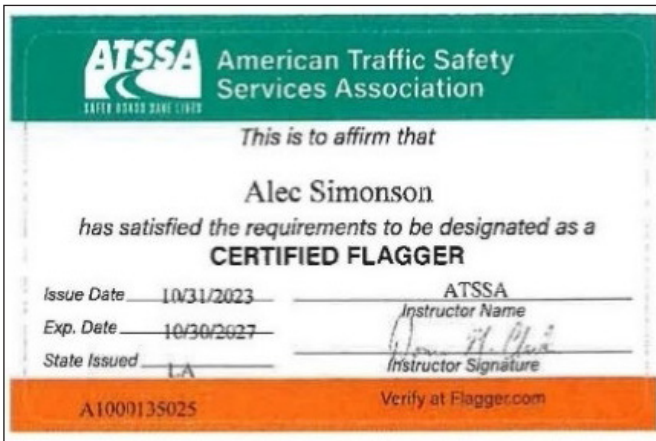 ATSSA
SAFER ROADS SAVE LIVES
American Traffic Safety
Services Association
This is to affirm that
Alec Simonson
has satisfied the requirements to be designated as a
CERTIFIED FLAGGER
Issue Date 10/31/2023
ATSSA
Instructor Name
Exp. Date 10/30/2027
State Issued LA
Instructor Signature
A1000135025
Verify at Flagger.com